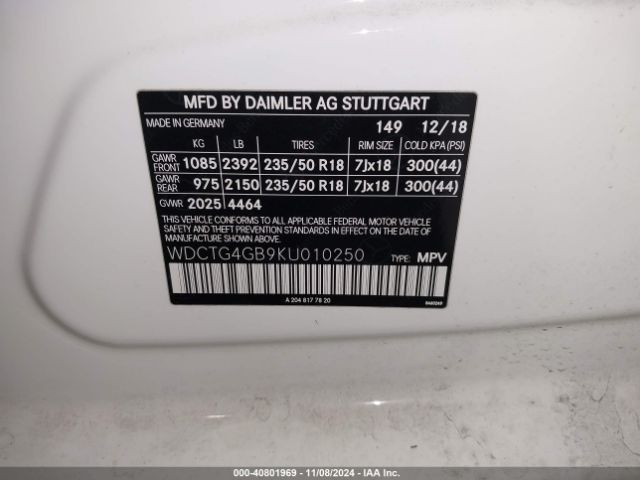 MFD BY DAIMLER AG STUTTGART
MADE IN GERMANY 149 12/18
KG LB TIRES RIM SIZE COLD KPA (PSI)
GAWR FRONT 1085 2392 235/50 R18 7Jx18 300(44)
GAWR REAR 975 2150 235/50 R18 7Jx18 300(44)
GVWR 2025 4464
THIS VEHICLE CONFORMS TO ALL APPLICABLE FEDERAL MOTOR VEHICLE
SAFETY AND THEFT PREVENTION STANDARDS IN EFFECT ON THE DATE
OF MANUFACTURE SHOWN ABOVE.
WDCTG4GB9KU010250 TYPE: MPV
A 204 817 78 20
000-40801969 - 11/08/2024 - IAA Inc.